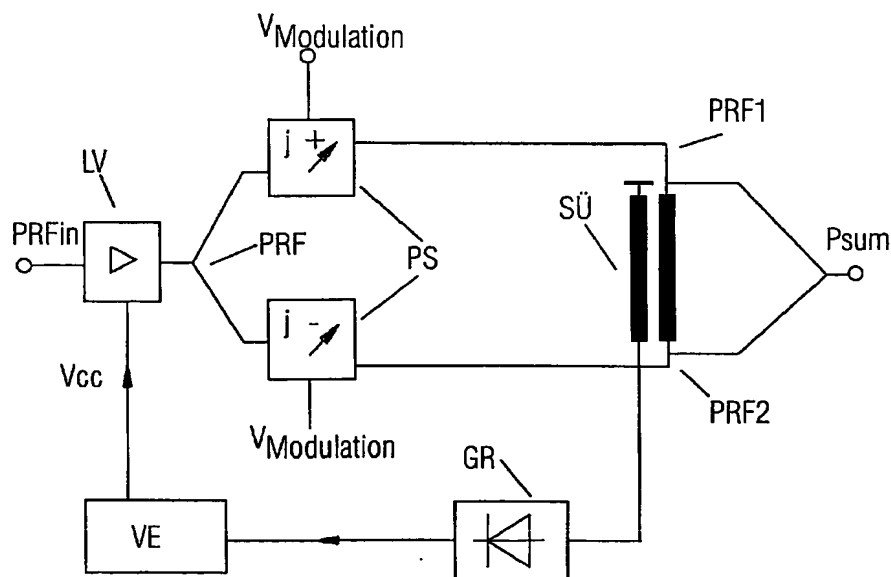 VModulation
PRF1
j +
LV
SÜ
PRFin
PRF
PS
Psum
j -
Vcc
PRF2
VModulation
GR
VE